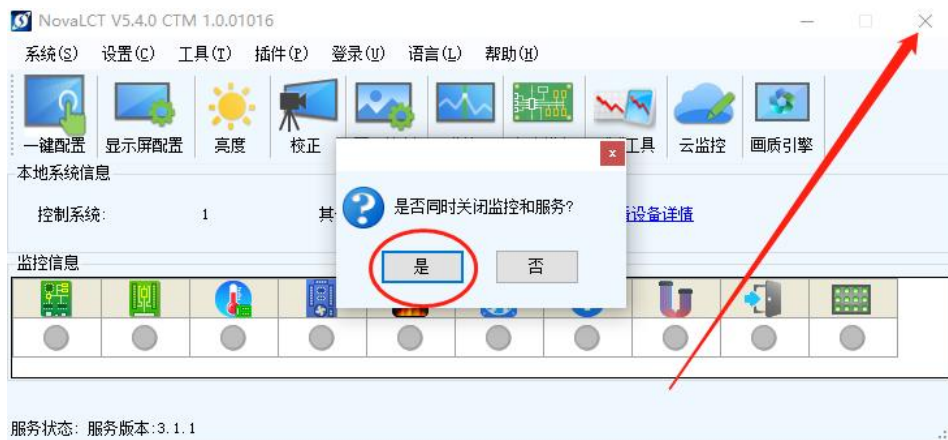 NovaLCT V5.4.0 CTM 1.0.01016
系统(S) 设置(C) 工具(T) 插件(P) 登录(U) 语言(L) 帮助(H)
一键配置 显示屏配置 亮度 校正 工具 云监控 画质引擎
本地系统信息
控制系统: 1 其 设备详情
是否同时关闭监控和服务?
是 否
监控信息
服务状态: 服务版本:3.1.1